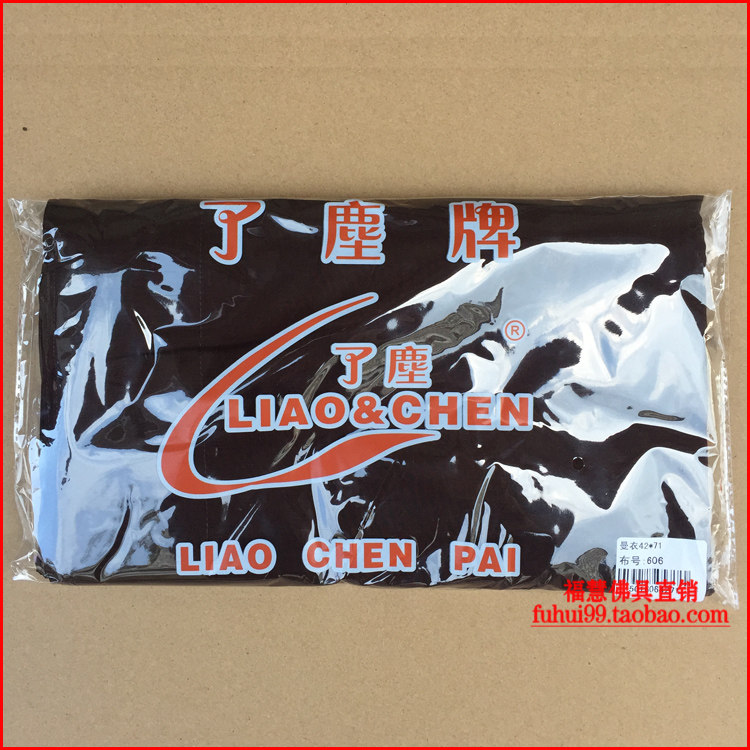 了塵牌
®
了塵
LIAO&CHEN
LIAO CHEN PAI
曼衣42*71
布号:606
福慧佛具直销
fuhui99.taobao.com